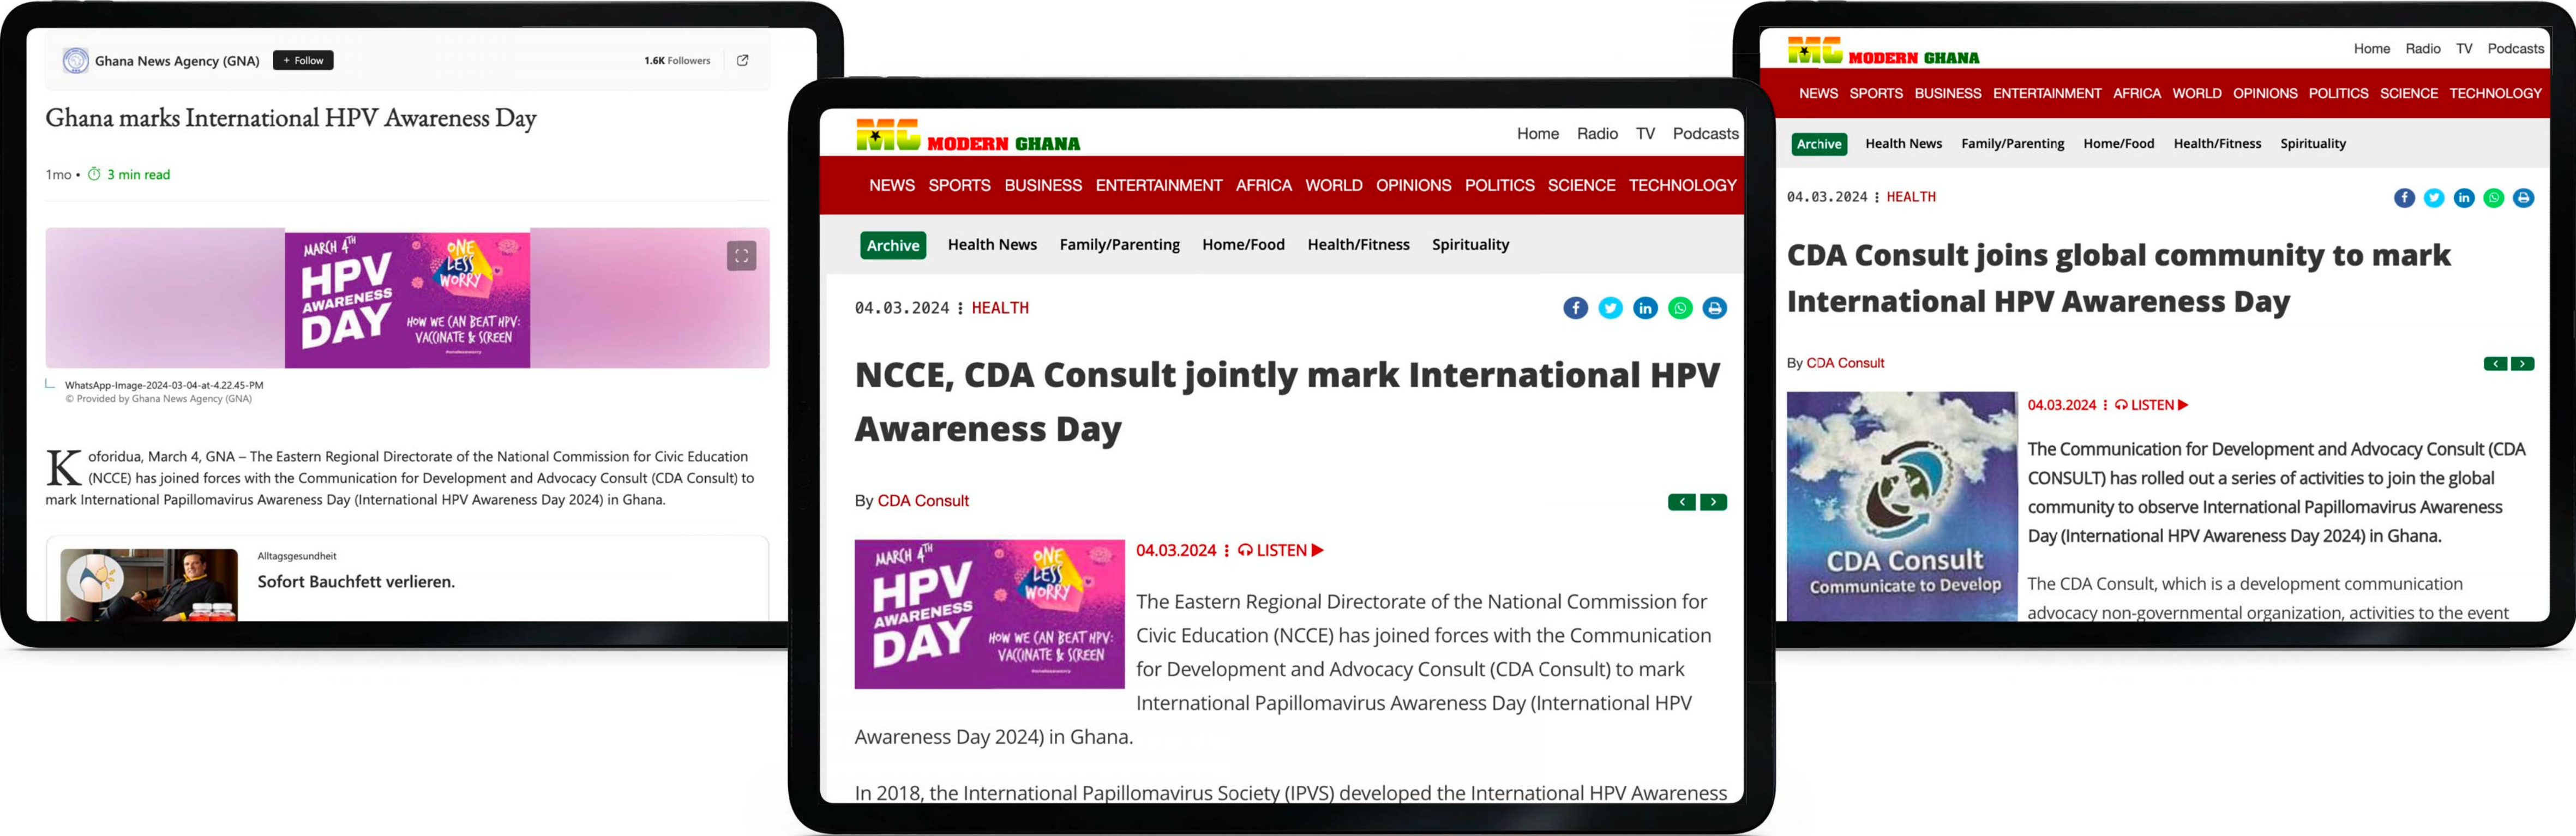 Ghana News Agency (GNA)
+ Follow
1.6K Followers
Ghana marks International HPV Awareness Day
1mo • 3 min read
MARCH 4TH
HPV
AWARENESS
DAY
ONE
LESS
WORRY
HOW WE CAN BEAT HPV:
VACCINATE & SCREEN
WhatsApp-Image-2024-03-04-at-4.22.45-PM
© Provided by Ghana News Agency (GNA)
Koforidua, March 4, GNA – The Eastern Regional Directorate of the National Commission for Civic Education
(NCCE) has joined forces with the Communication for Development and Advocacy Consult (CDA Consult) to
mark International Papillomavirus Awareness Day (International HPV Awareness Day 2024) in Ghana.
Alltagsgesundheit
Sofort Bauchfett verlieren.
MG MODERN GHANA
Home Radio TV Podcasts
NEWS SPORTS BUSINESS ENTERTAINMENT AFRICA WORLD OPINIONS POLITICS SCIENCE TECHNOLOGY
Archive Health News Family/Parenting Home/Food Health/Fitness Spirituality
04.03.2024 ⋮ HEALTH
NCCE, CDA Consult jointly mark International HPV
Awareness Day
By CDA Consult
MARCH 4TH
HPV
AWARENESS
DAY
ONE
LESS
WORRY
HOW WE CAN BEAT HPV:
VACCINATE & SCREEN
04.03.2024 ⋮ LISTEN
The Eastern Regional Directorate of the National Commission for
Civic Education (NCCE) has joined forces with the Communication
for Development and Advocacy Consult (CDA Consult) to mark
International Papillomavirus Awareness Day (International HPV
Awareness Day 2024) in Ghana.
In 2018, the International Papillomavirus Society (IPVS) developed the International HPV Awareness
MG MODERN GHANA
Home Radio TV Podcasts
NEWS SPORTS BUSINESS ENTERTAINMENT AFRICA WORLD OPINIONS POLITICS SCIENCE TECHNOLOGY
Archive Health News Family/Parenting Home/Food Health/Fitness Spirituality
04.03.2024 ⋮ HEALTH
CDA Consult joins global community to mark
International HPV Awareness Day
By CDA Consult
CDA Consult
Communicate to Develop
04.03.2024 ⋮ LISTEN
The Communication for Development and Advocacy Consult (CDA
CONSULT) has rolled out a series of activities to join the global
community to observe International Papillomavirus Awareness
Day (International HPV Awareness Day 2024) in Ghana.
The CDA Consult, which is a development communication
advocacy non-governmental organization, activities to the event